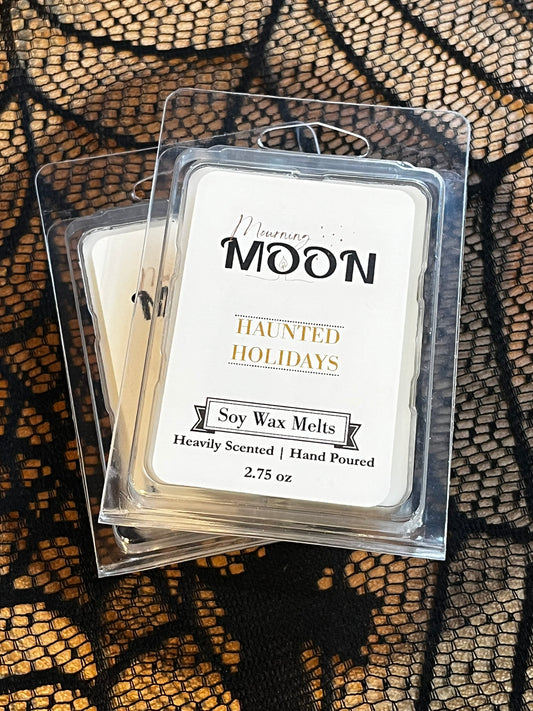 Mourning
MOON
HAUNTED
HOLIDAYS
Soy Wax Melts
Heavily Scented | Hand Poured
2.75 oz